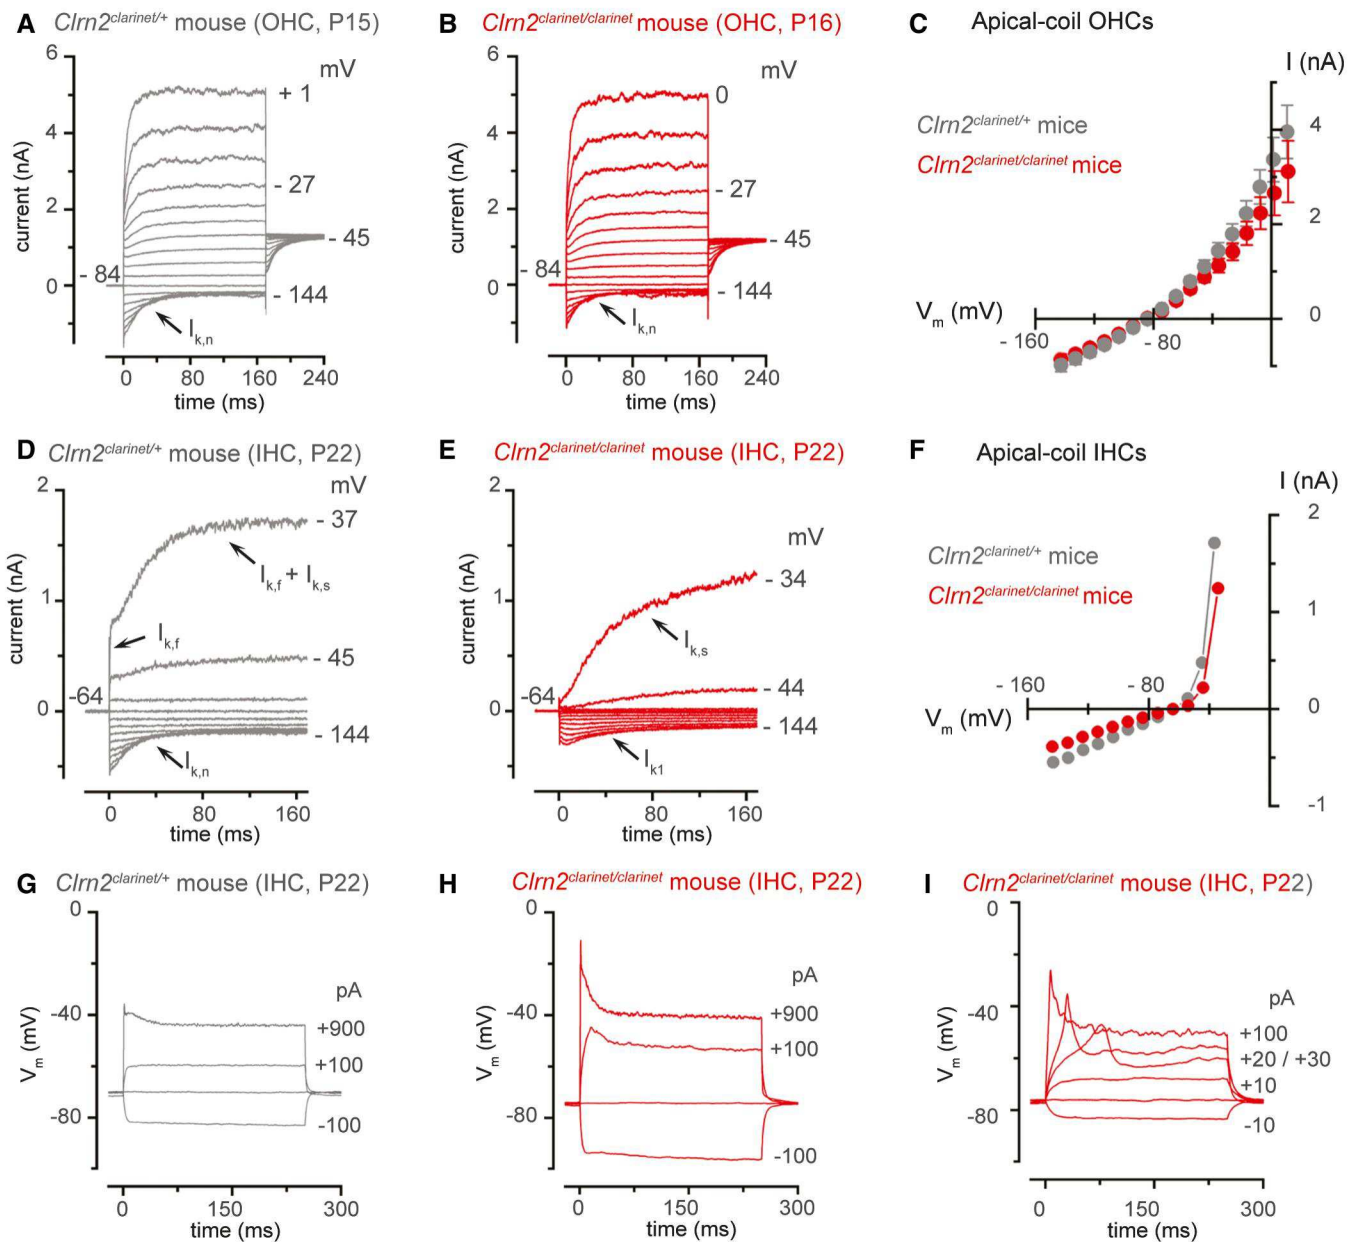 A Clrn2clarinet/+ mouse (OHC, P15)
6
4
2
0
current (nA)
mV
+ 1
- 27
- 45
- 84
- 144
Ik,n
0 80 160 240
time (ms)
B Clrn2clarinet/clarinet mouse (OHC, P16)
6
4
2
0
current (nA)
mV
0
- 27
- 45
- 84
- 144
Ik,n
0 80 160 240
time (ms)
C Apical-coil OHCs
I (nA)
Clrn2clarinet/+ mice
Clrn2clarinet/clarinet mice
4
2
0
Vm (mV)
- 160 - 80
D Clrn2clarinet/+ mouse (IHC, P22)
2
1
0
current (nA)
mV
- 37
Ik,f + Ik,s
Ik,f
- 45
-64
- 144
Ik,n
0 80 160
time (ms)
E Clrn2clarinet/clarinet mouse (IHC, P22)
2
1
0
current (nA)
mV
- 34
Ik,s
- 44
-64
- 144
Ik1
0 80 160
time (ms)
F Apical-coil IHCs
I (nA)
2
1
0
-1
Clrn2clarinet/+ mice
Clrn2clarinet/clarinet mice
- 160 - 80
Vm (mV)
G Clrn2clarinet/+ mouse (IHC, P22)
0
-40
-80
Vm (mV)
pA
+900
+100
-100
0 150 300
time (ms)
H Clrn2clarinet/clarinet mouse (IHC, P22)
0
-40
-80
Vm (mV)
pA
+900
+100
-100
0 150 300
time (ms)
I Clrn2clarinet/clarinet mouse (IHC, P22)
0
-40
-80
Vm (mV)
pA
+100
+20 / +30
+10
-10
0 150 300
time (ms)